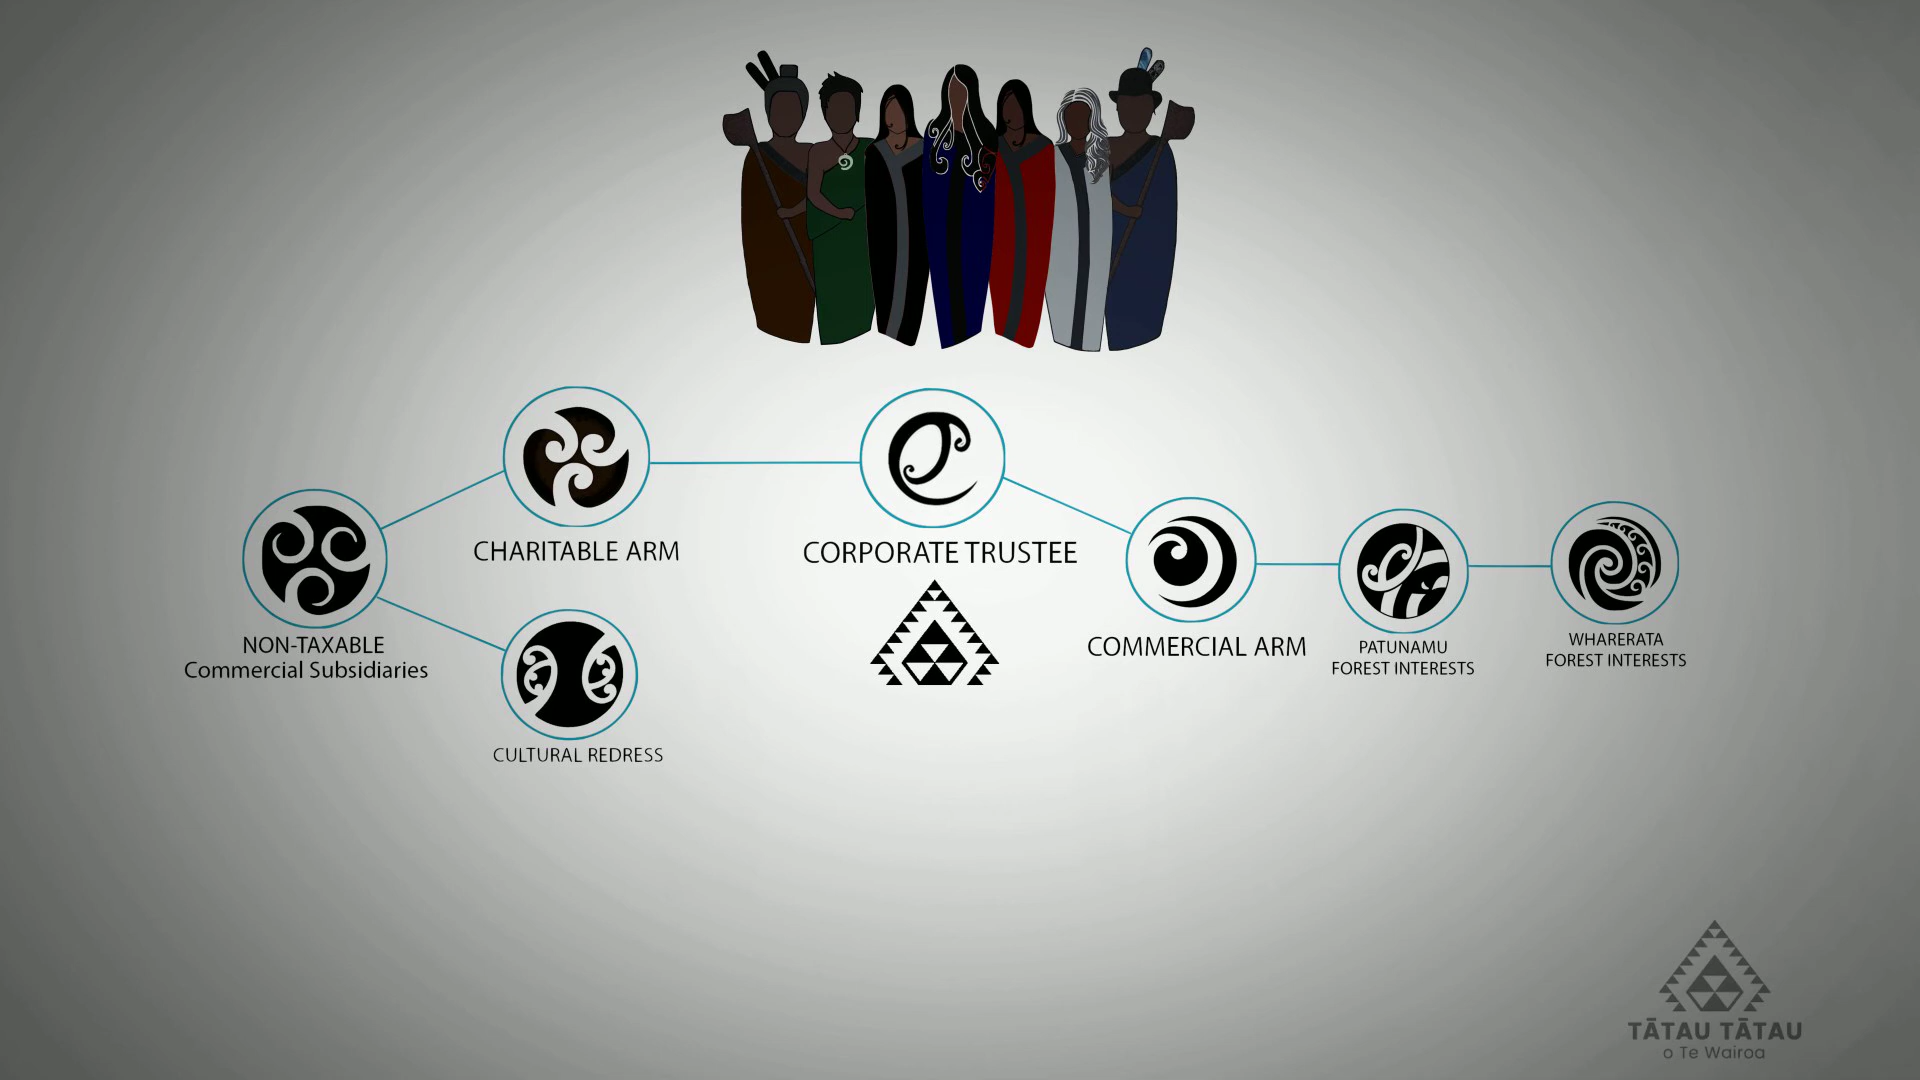 CHARITABLE ARM
CORPORATE TRUSTEE
NON-TAXABLE
Commercial Subsidiaries
CULTURAL REDRESS
COMMERCIAL ARM
PATUNAMU
FOREST INTERESTS
WHARERATA
FOREST INTERESTS
TĀTAU TĀTAU
o Te Wairoa